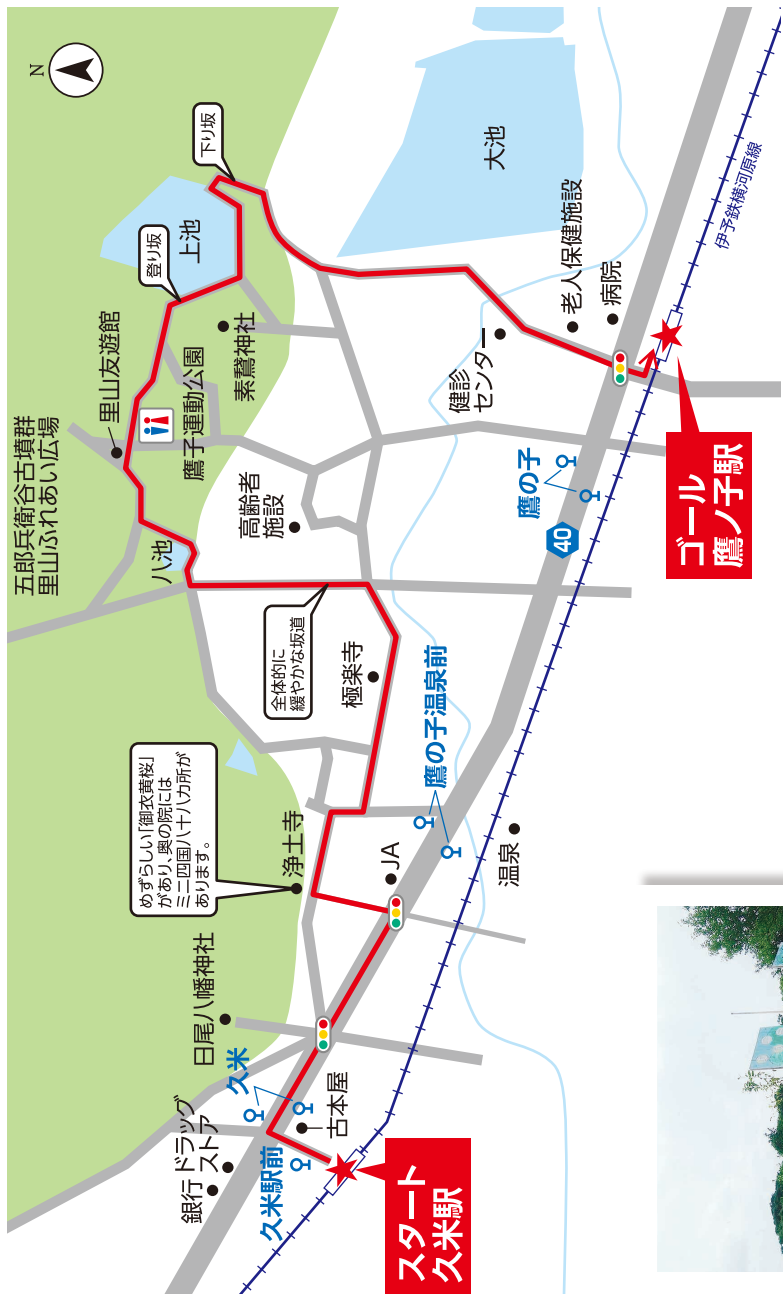 N
五郎兵衛谷古墳群
里山ふれあい広場
里山友遊館
登り坂
上池
下り坂
鷹子運動公園
素鵞神社
八池
高齢者
施設
大池
老人保健施設
病院
健診
センター
伊予鉄横河原線
全体的に
緩やかな坂道
極楽寺
鷹の子
40
ゴール
鷹ノ子駅
めずらしい「御衣黄桜」
があり、奥の院には
ミニ四国八十八カ所が
あります。
浄土寺
鷹の子温泉前
JA
温泉
日尾八幡神社
久米
銀行
ドラッグ
ストア
古本屋
久米駅前
スタート
久米駅